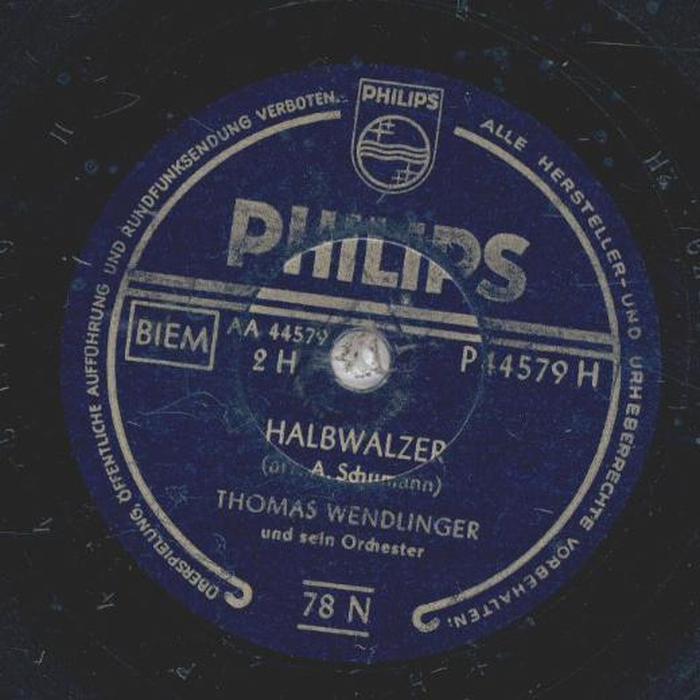 PHILIPS
ALLE HERSTELLER- UND URHEBERRECHTE VORBEHALTEN:
ÜBERSPIELUNG, ÖFFENTLICHE AUFFÜHRUNG UND RUNDFUNKSENDUNG VERBOTEN.
PHILIPS
BIEM
AA 44579
2 H
P 44579 H
HALBWALZER
(arr. A. Schumann)
THOMAS WENDLINGER
und sein Orchester
78 N